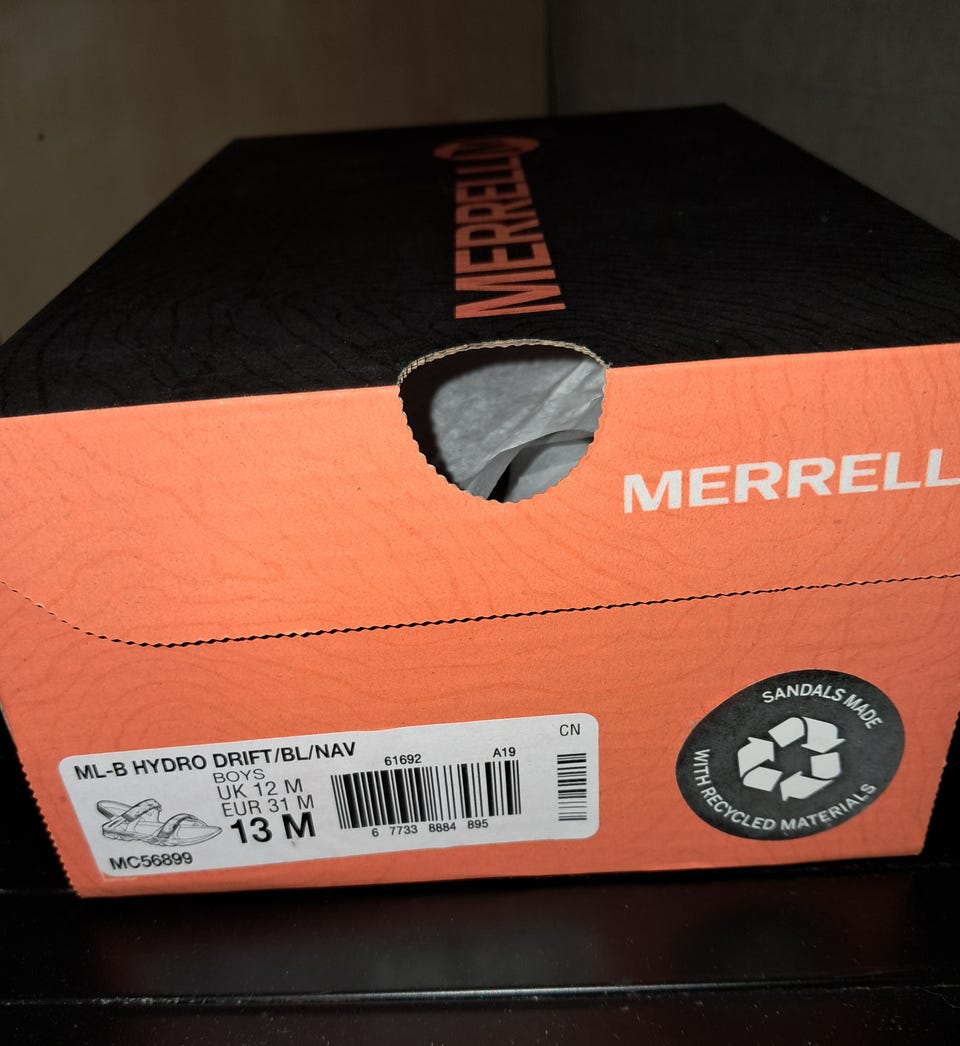 MERRELL
MERRELL
ML-B HYDRO DRIFT/BL/NAV
BOYS
UK 12 M
EUR 31 M
13 M
MC56899
61692
A19
6 77338 8884 895
CN
SANDALS MADE
WITH RECYCLED MATERIALS